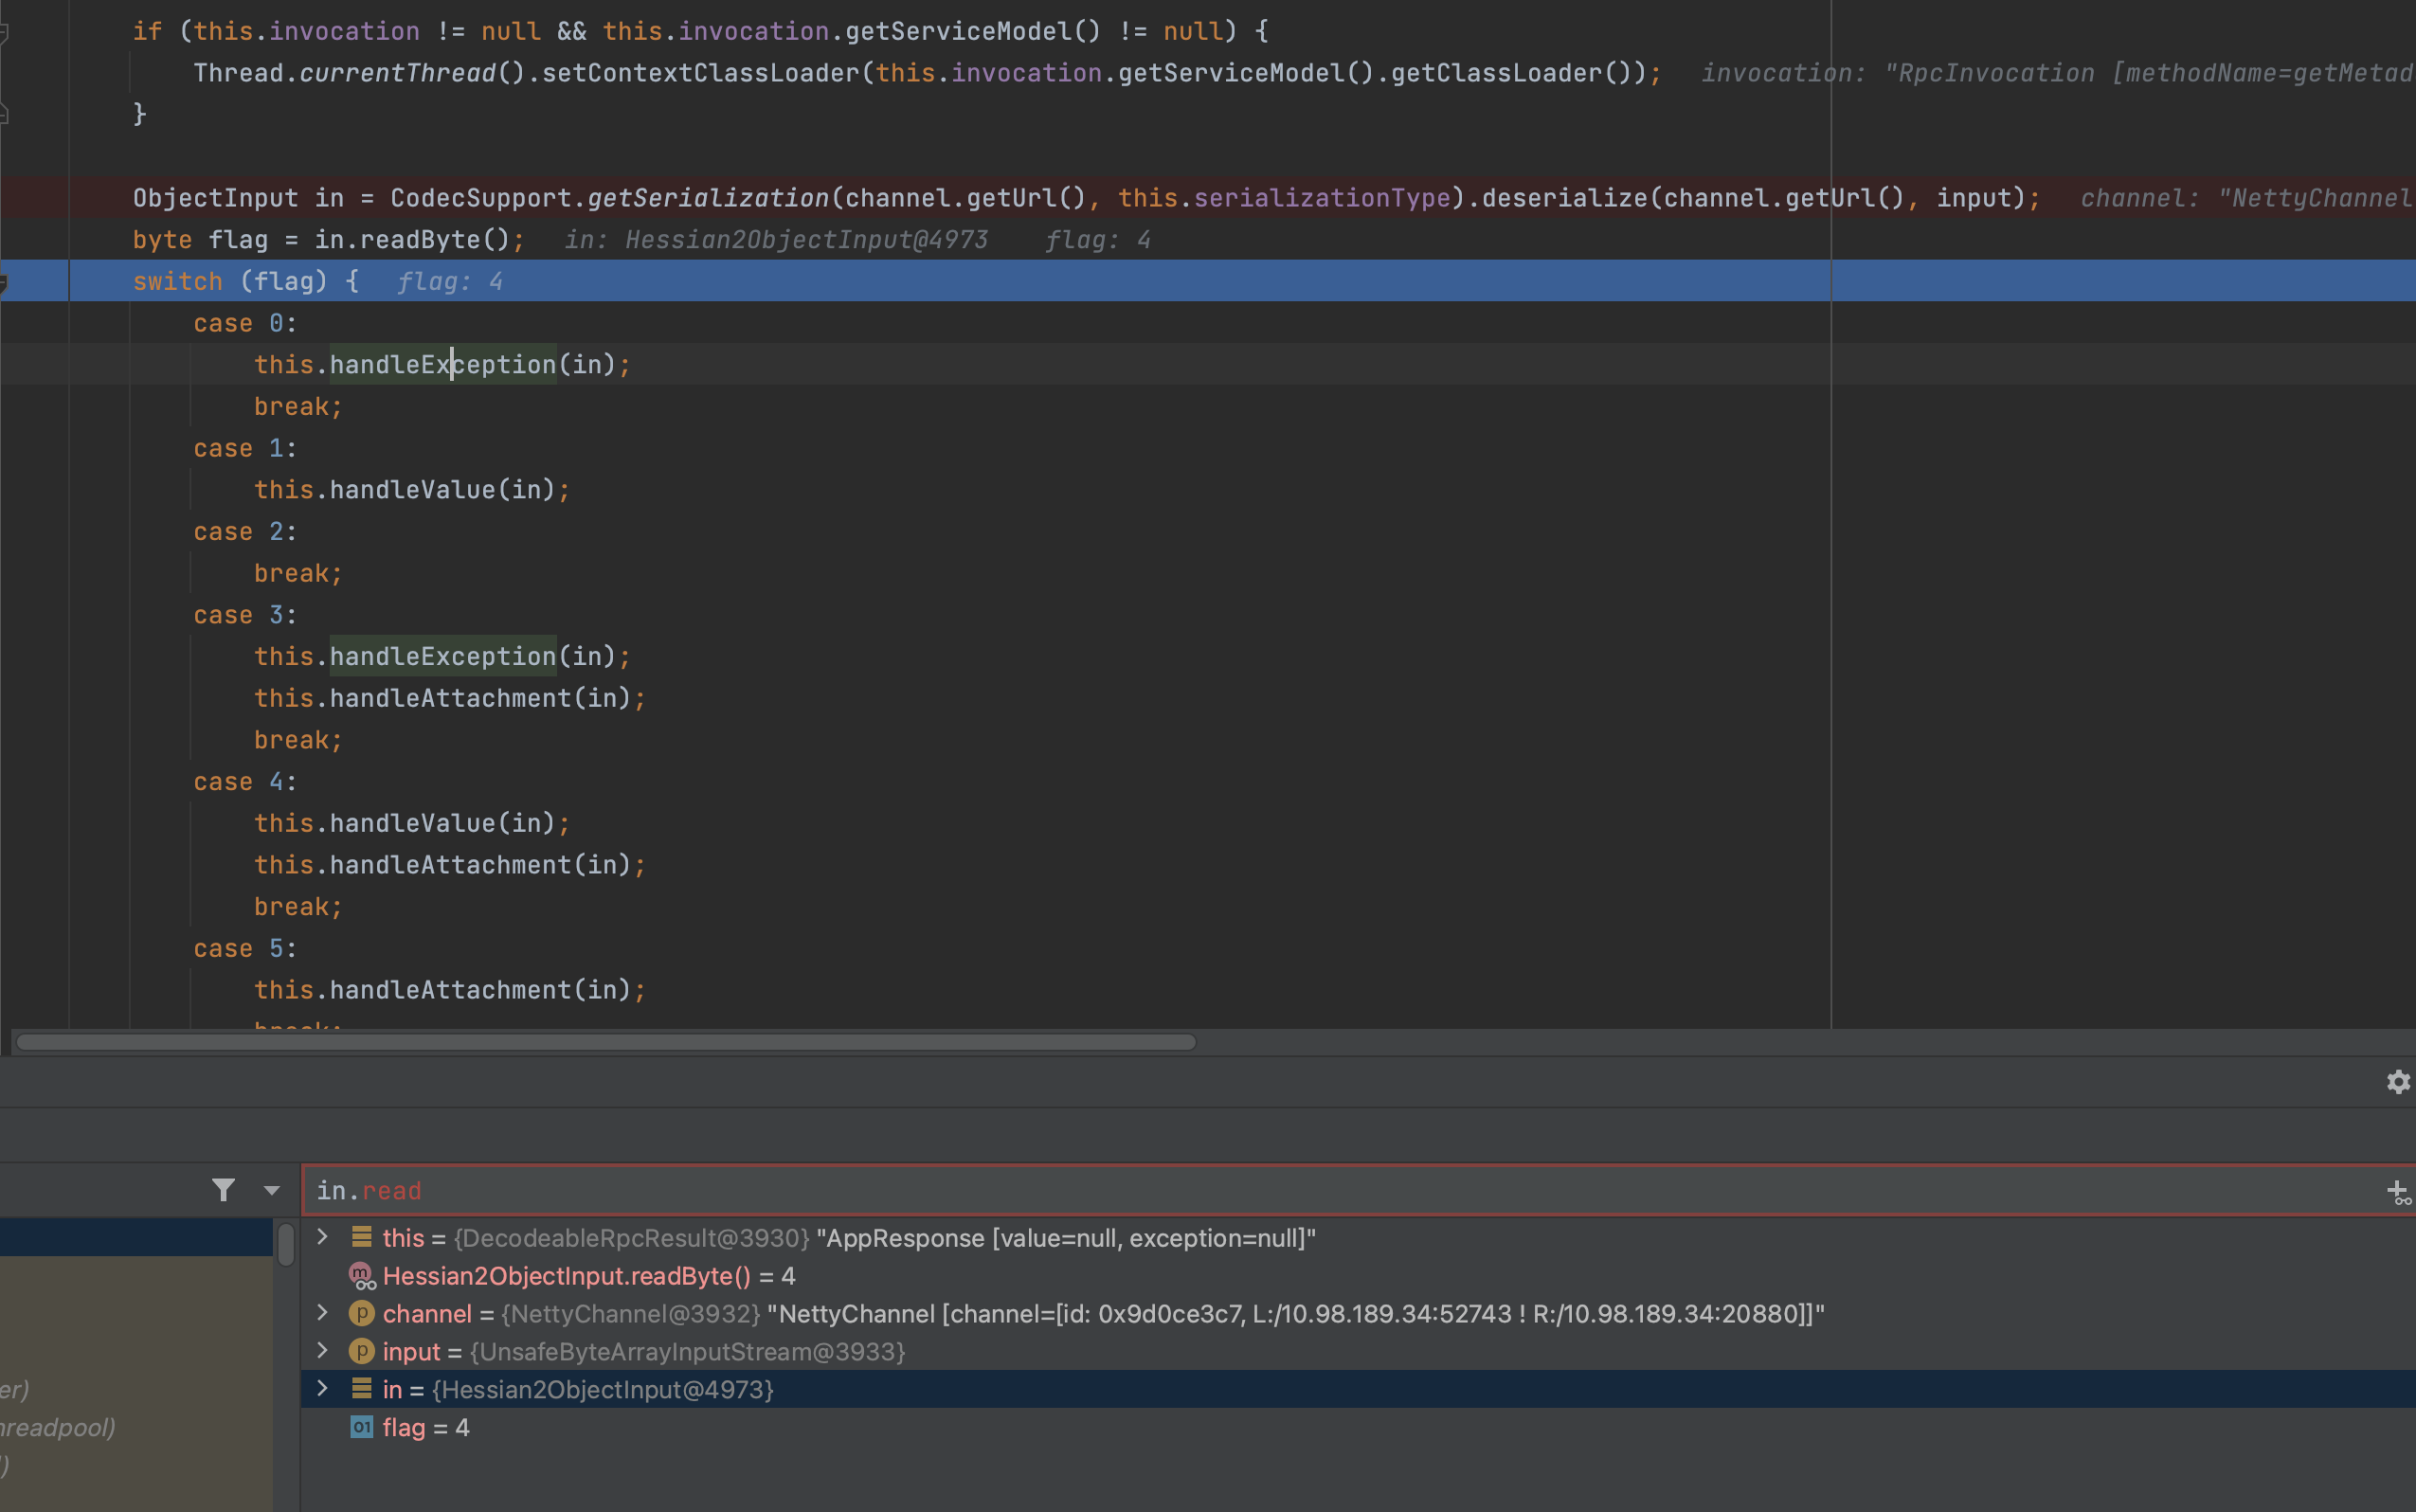 if (this.invocation != null && this.invocation.getServiceModel() != null) {
Thread.currentThread().setContextClassLoader(this.invocation.getServiceModel().getClassLoader()); invocation: "RpcInvocation [methodName=getMetad
}
ObjectInput in = CodecSupport.getSerialization(channel.getUrl(), this.serializationType).deserialize(channel.getUrl(), input); channel: "NettyChannel
byte flag = in.readByte(); in: Hessian2ObjectInput@4973 flag: 4
switch (flag) { flag: 4
case 0:
this.handleException(in);
break;
case 1:
this.handleValue(in);
case 2:
break;
case 3:
this.handleException(in);
this.handleAttachment(in);
break;
case 4:
this.handleValue(in);
this.handleAttachment(in);
break;
case 5:
this.handleAttachment(in);
in.read
this = {DecodeableRpcResult@3930} "AppResponse [value=null, exception=null]"
Hessian2ObjectInput.readByte() = 4
channel = {NettyChannel@3932} "NettyChannel [channel=[id: 0x9d0ce3c7, L:/10.98.189.34:52743 ! R:/10.98.189.34:20880]]"
input = {UnsafeByteArrayInputStream@3933}
in = {Hessian2ObjectInput@4973}
flag = 4
er)
hreadpool)